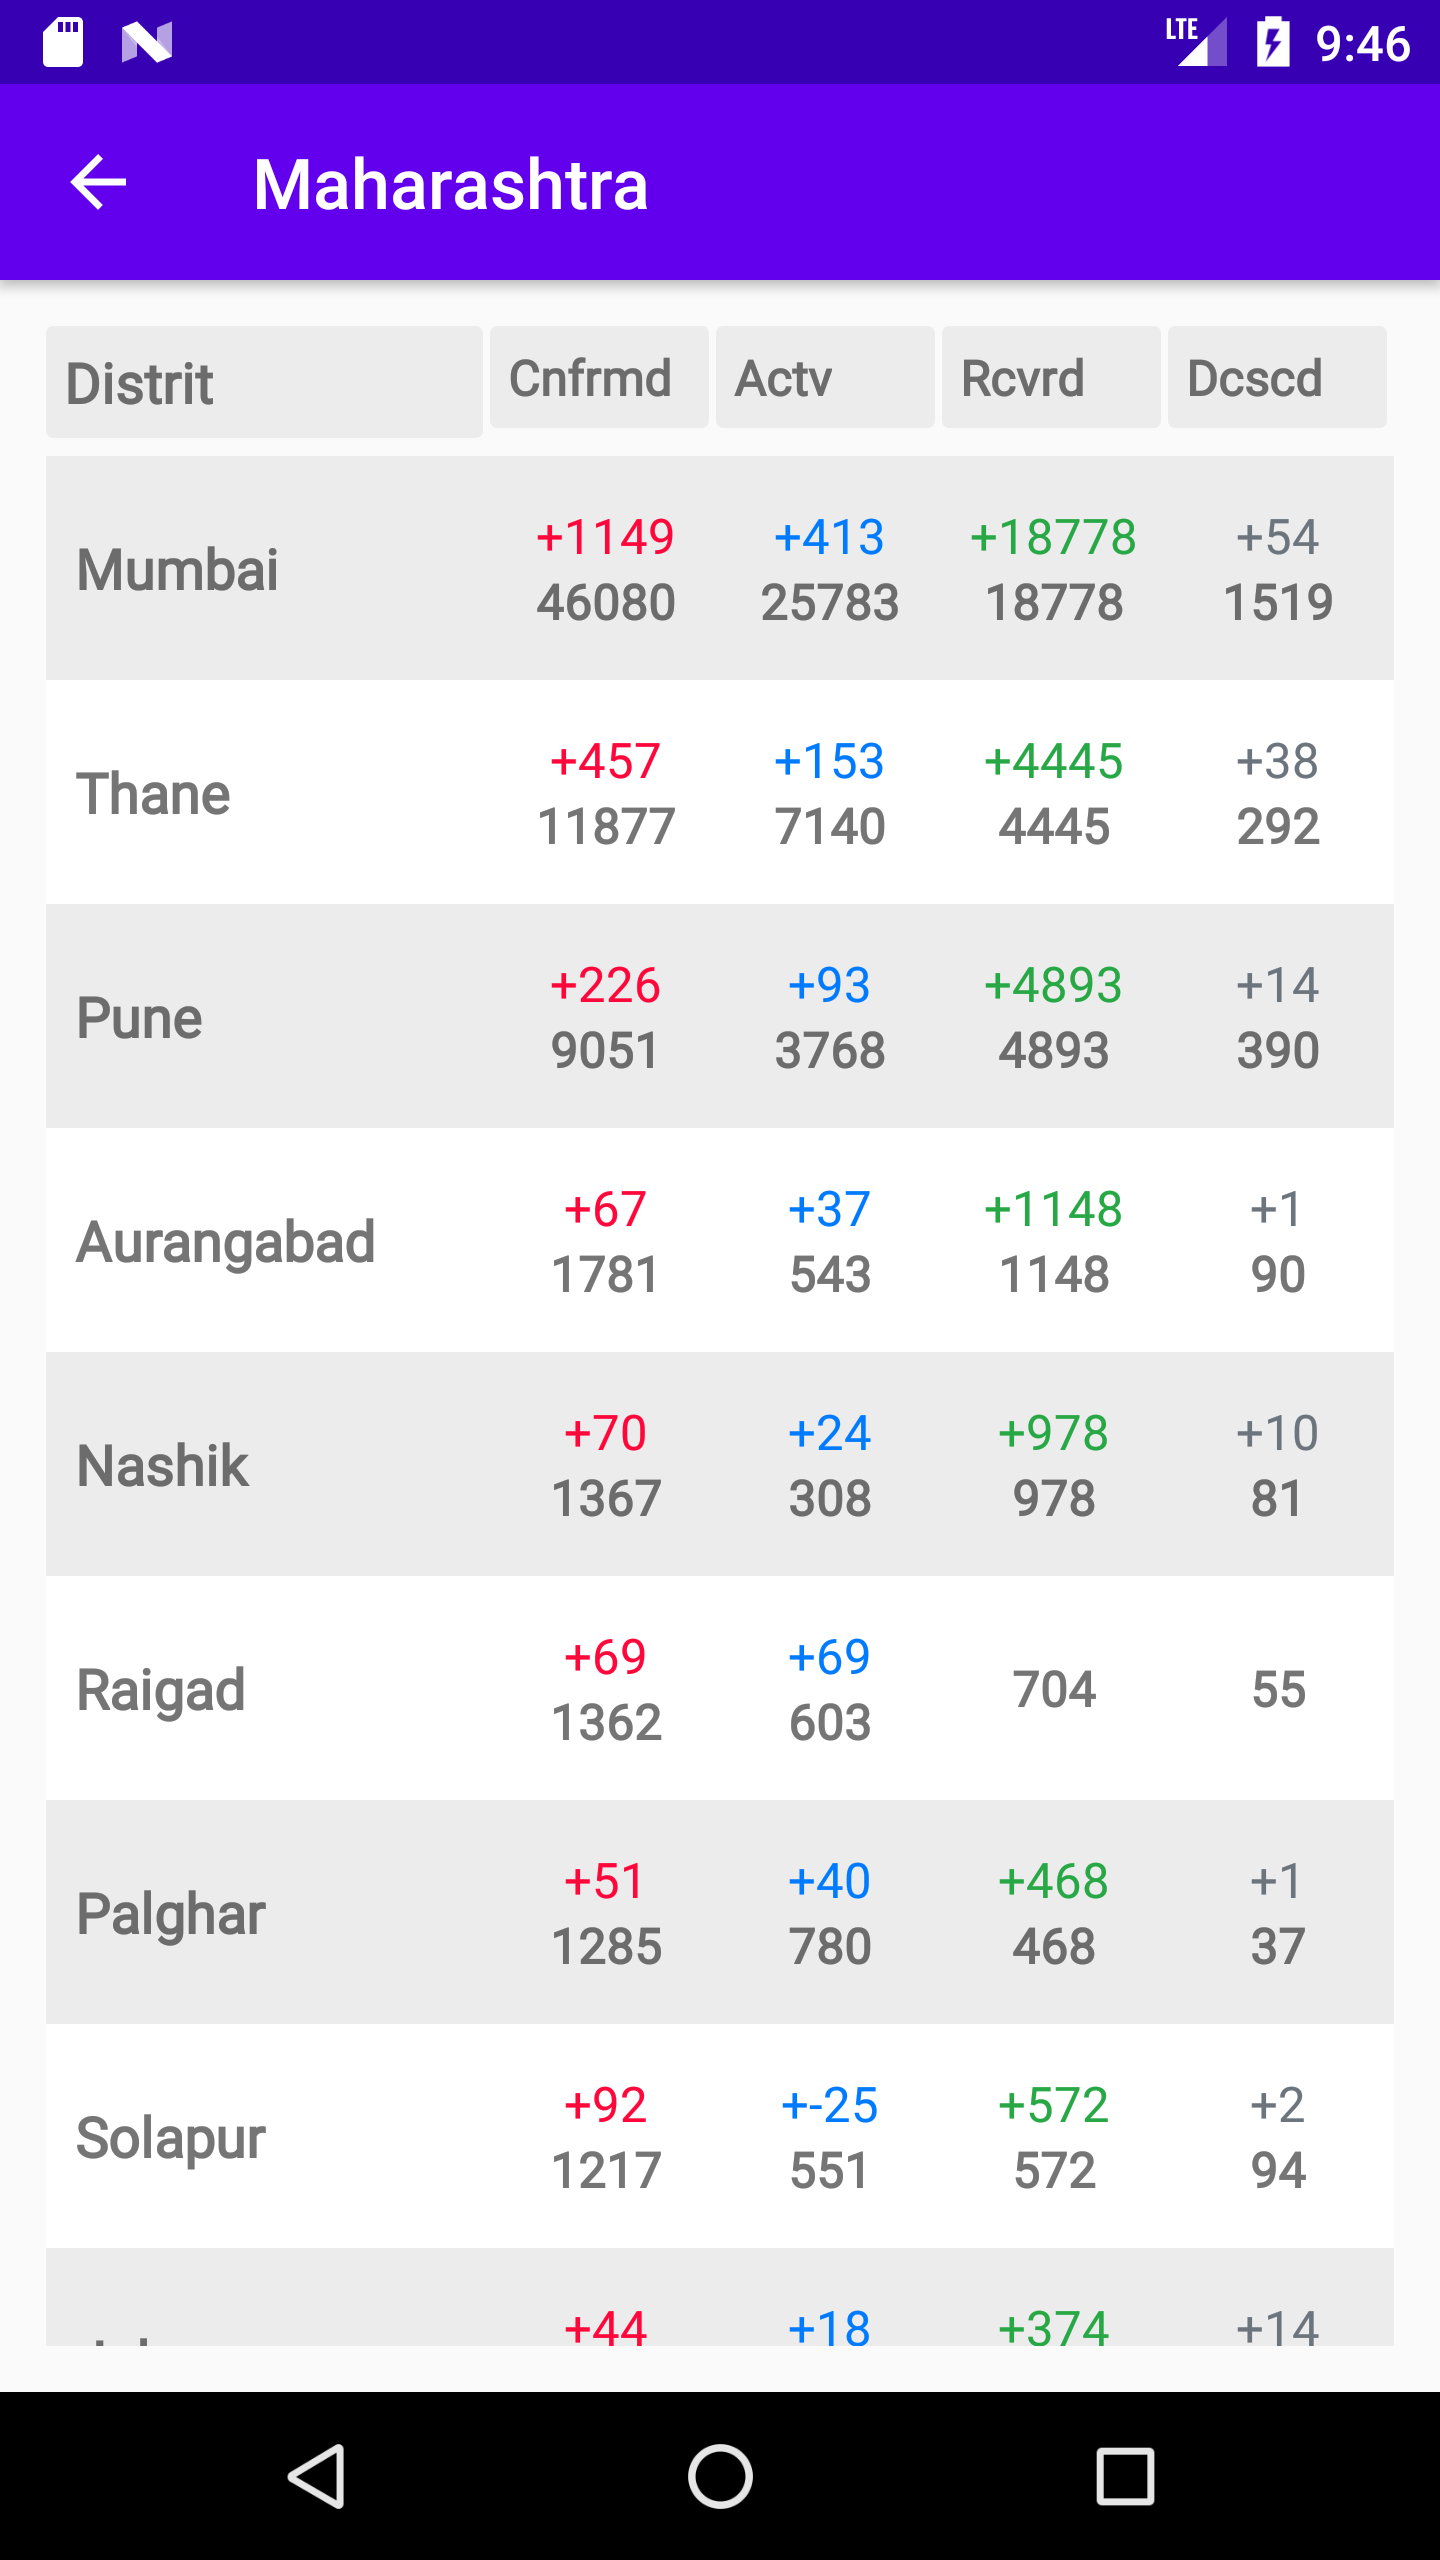 LTE 9:46
Maharashtra
Distrit Cnfrmd Actv Rcvrd Dcscd
+1149 +413 +18778 +54
Mumbai
46080 25783 18778 1519
+457 +153 +4445 +38
Thane
11877 7140 4445 292
+226 +93 +4893 +14
Pune
9051 3768 4893 390
+67 +37 +1148 +1
Aurangabad
1781 543 1148 90
+70 +24 +978 +10
Nashik
1367 308 978 81
+69 +69
Raigad 704 55
1362 603
+51 +40 +468 +1
Palghar
1285 780 468 37
+92 +-25 +572 +2
Solapur
1217 551 572 94
+44 +18 +374 +14